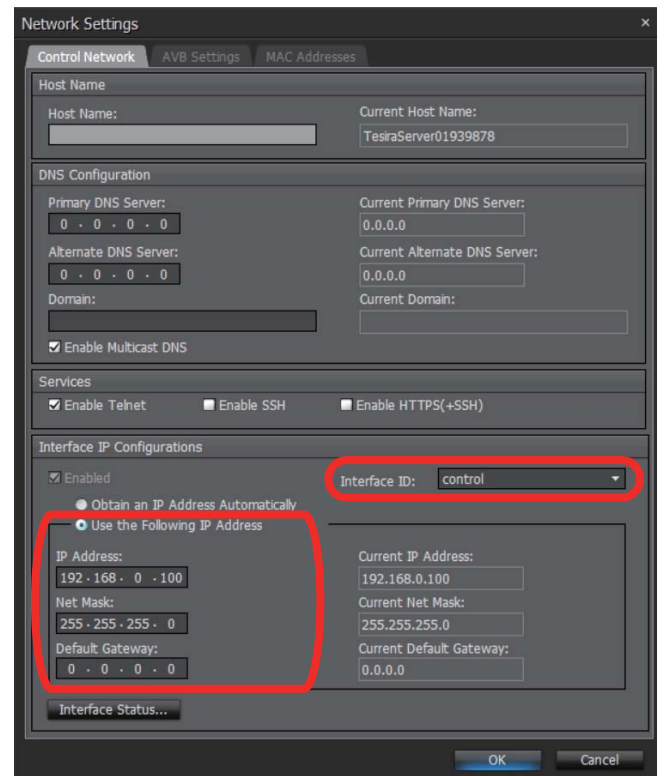 Network Settings ×
Control Network AVB Settings MAC Addresses
Host Name
Host Name: Current Host Name:
TesiraServer01939878
DNS Configuration
Primary DNS Server: Current Primary DNS Server:
0 . 0 . 0 . 0 0.0.0.0
Alternate DNS Server: Current Alternate DNS Server:
0 . 0 . 0 . 0 0.0.0.0
Domain: Current Domain:
Enable Multicast DNS
Services
Enable Telnet Enable SSH Enable HTTPS(+SSH)
Interface IP Configurations
Enabled Interface ID: control
Obtain an IP Address Automatically
Use the Following IP Address
IP Address: Current IP Address:
192 . 168 . 0 . 100 192.168.0.100
Net Mask: Current Net Mask:
255 . 255 . 255 . 0 255.255.255.0
Default Gateway: Current Default Gateway:
0 . 0 . 0 . 0 0.0.0.0
Interface Status...
OK Cancel